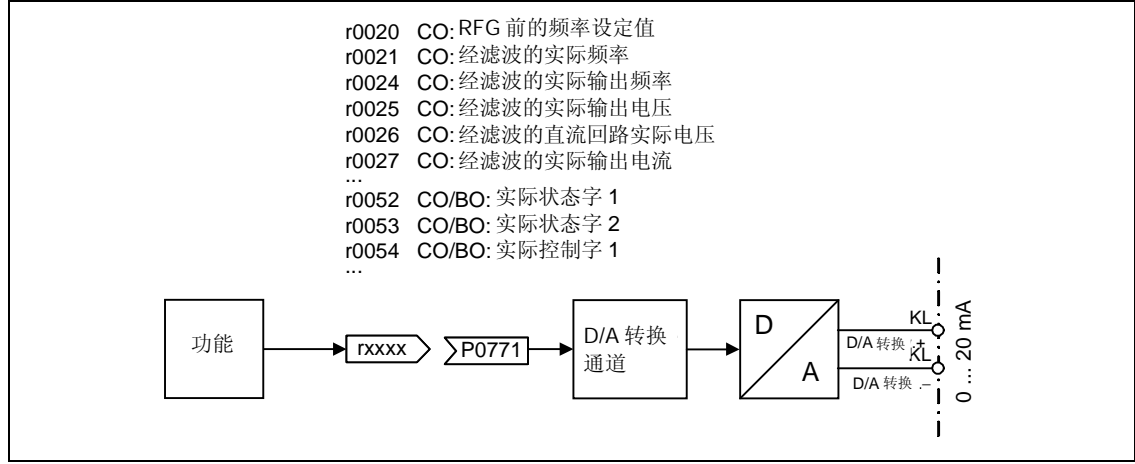 r0020 CO: RFG 前的频率设定值
r0021 CO: 经滤波的实际频率
r0024 CO: 经滤波的实际输出频率
r0025 CO: 经滤波的实际输出电压
r0026 CO: 经滤波的直流回路实际电压
r0027 CO: 经滤波的实际输出电流
...
r0052 CO/BO: 实际状态字 1
r0053 CO/BO: 实际状态字 2
r0054 CO/BO: 实际控制字 1
...
功能
rxxxx
P0771
D/A 转换
通道
D
A
KL
D/A 转换 .+
KL
D/A 转换 .–
0 ... 20 mA